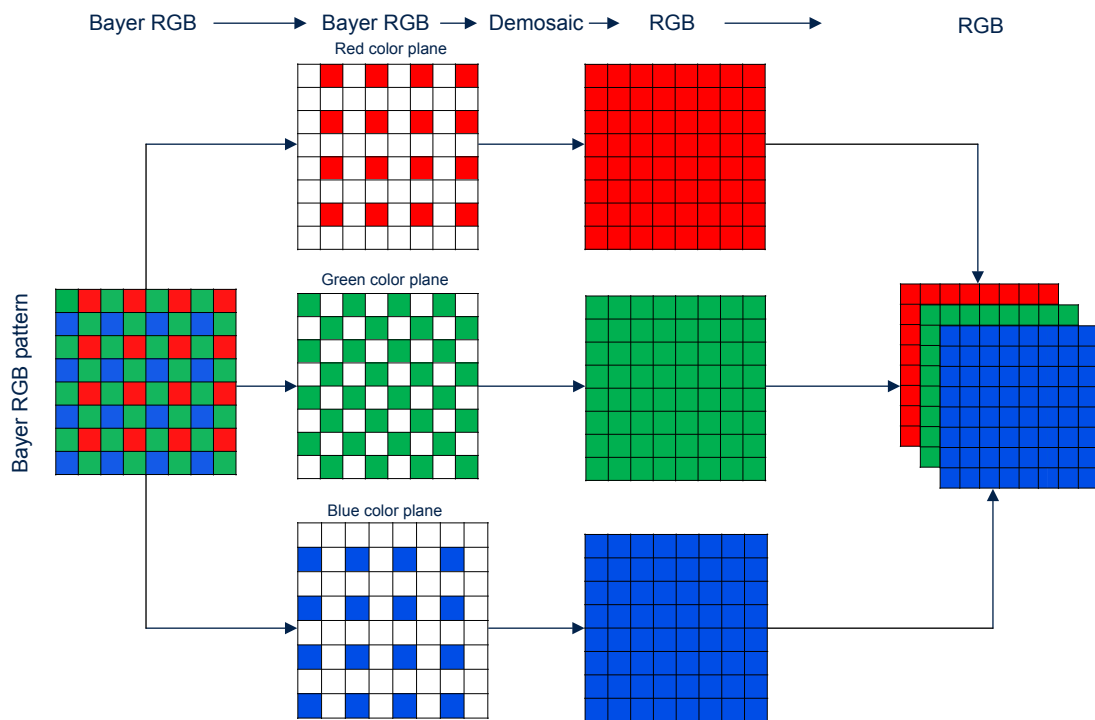 Bayer RGB
Bayer RGB
Demosaic
RGB
RGB
Red color plane
Green color plane
Bayer RGB pattern
Blue color plane